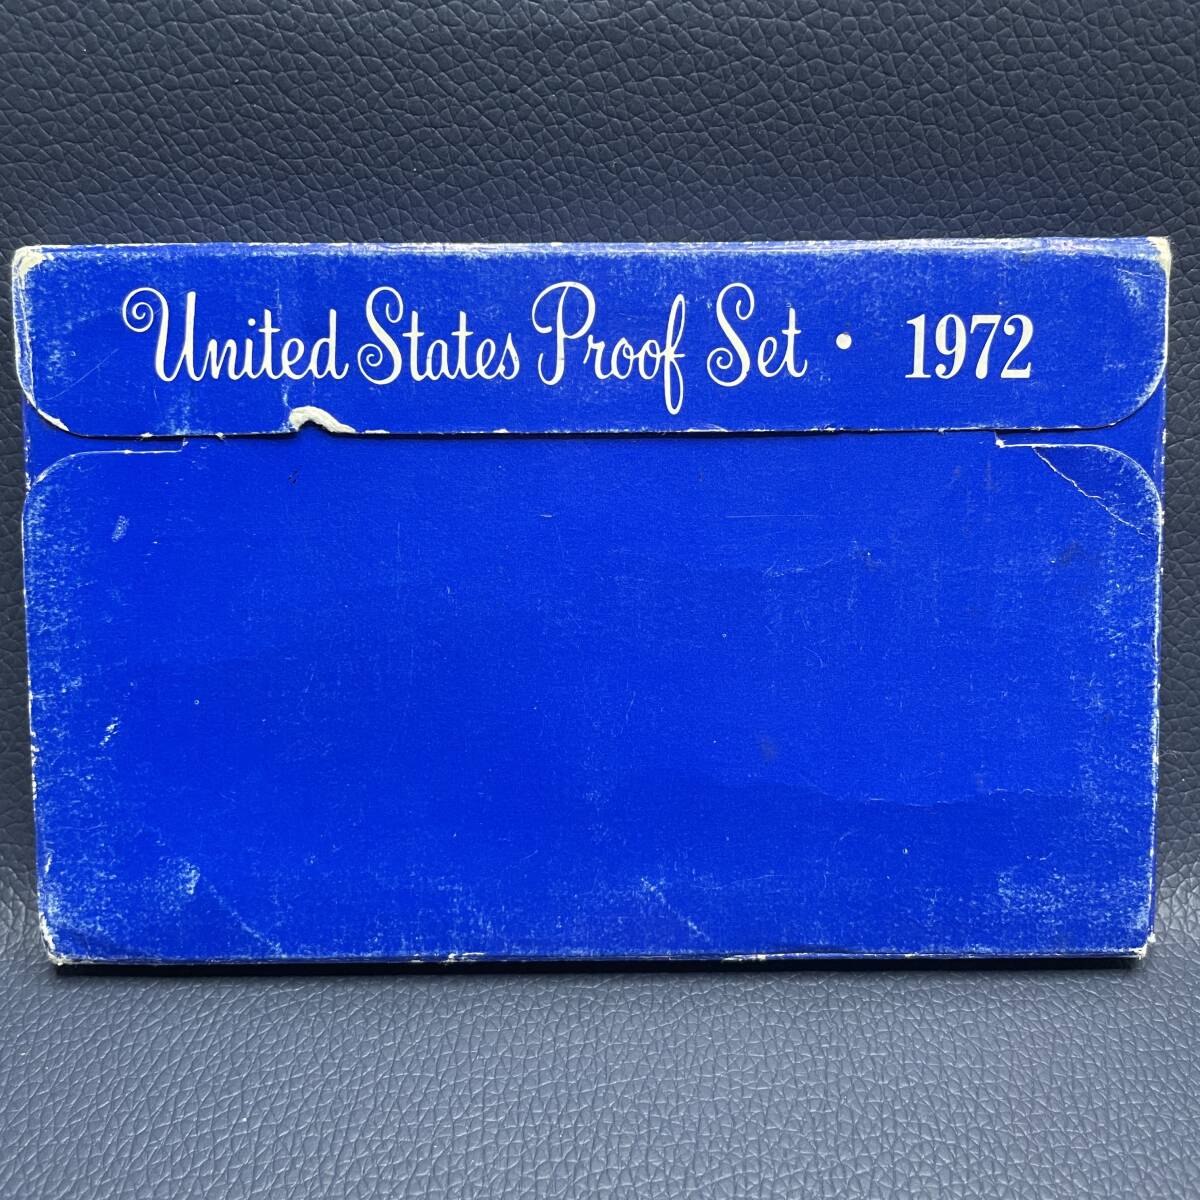 United States Proof Set • 1972